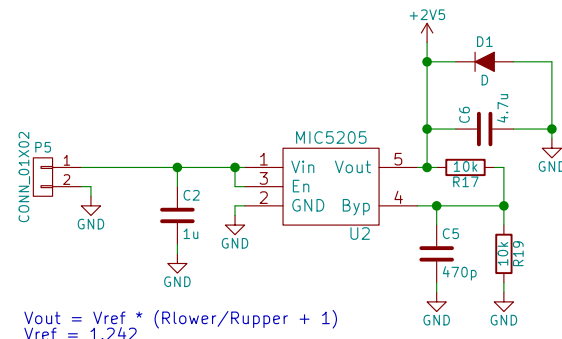 +2V5
D1
D
C6
4.7u
GND
MIC5205
CONN_01X02
P5
1
2
GND
C2
1u
GND
1
3
2
Vin
En
GND
Vout
Byp
5
4
U2
GND
10k
R17
C5
470p
GND
10k
R19
GND
Vout = Vref * (Rlower/Rupper + 1)
Vref = 1.242